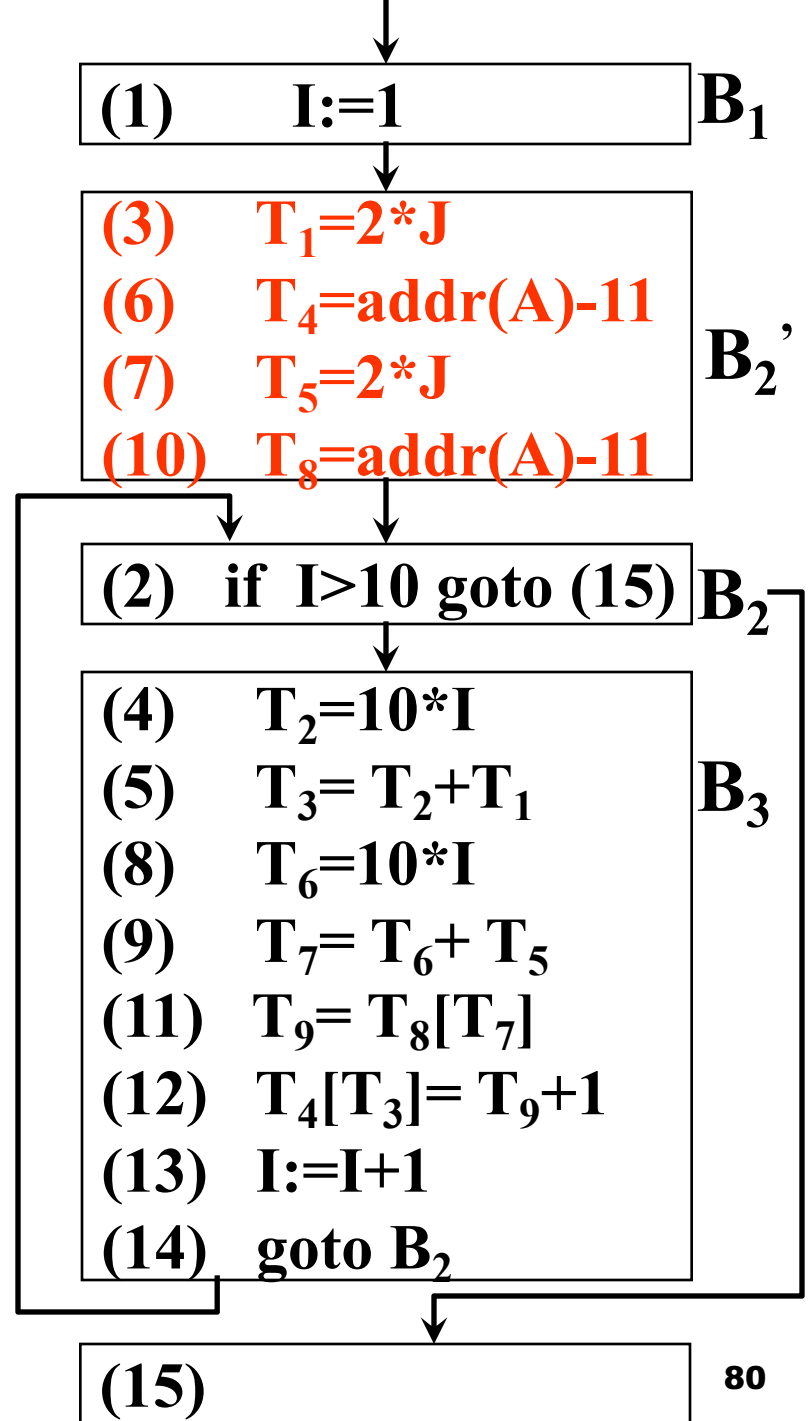 (1) I:=1 B₁
(3) T₁=2*J
(6) T₄=addr(A)-11
(7) T₅=2*J
B₂’
(10) T₈=addr(A)-11
(2) if I>10 goto (15) B₂
(4) T₂=10*I
(5) T₃= T₂+T₁ B₃
(8) T₆=10*I
(9) T₇= T₆+ T₅
(11) T₉= T₈[T₇]
(12) T₄[T₃]= T₉+1
(13) I:=I+1
(14) goto B₂
(15) 80